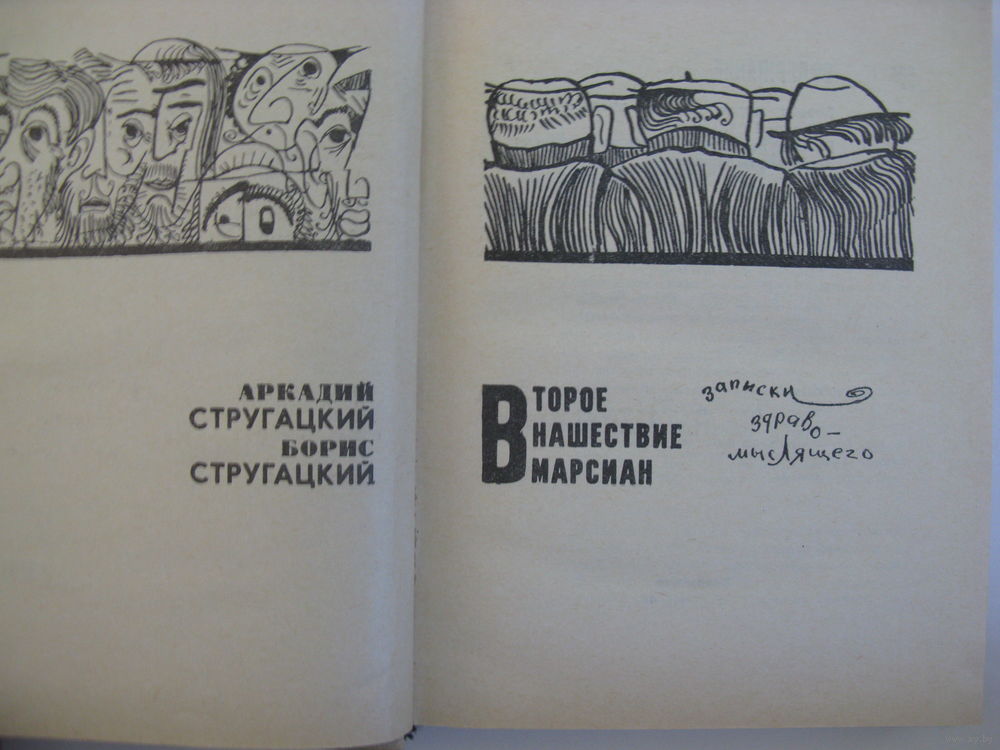 АРКАДИЙ
СТРУГАЦКИЙ
БОРИС
СТРУГАЦКИЙ
ВТОРОЕ
НАШЕСТВИЕ
МАРСИАН
записки
здраво–
мыслящего